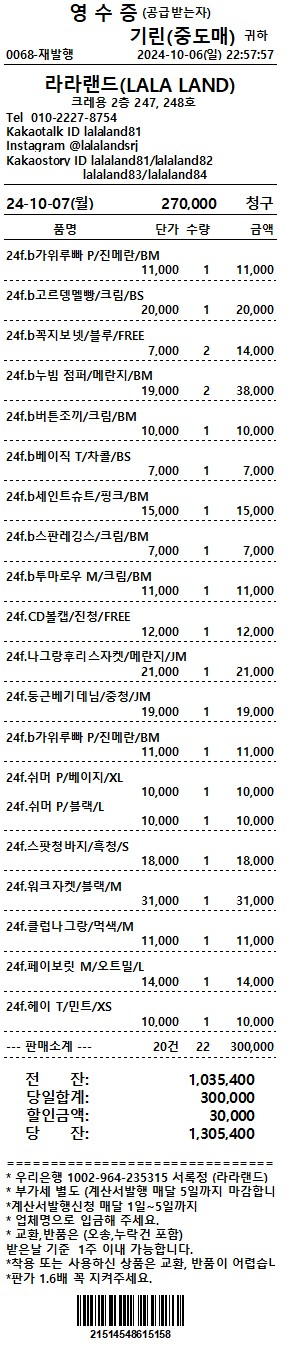 영 수 증 (공급받는자)
기린(중도매) 귀하
0068-재발행 2024-10-06(일) 22:57:57
라라랜드(LALA LAND)
크레용 2층 247, 248호
Tel 010-2227-8754
Kakaotalk ID lalaland81
Instagram @lalalandsrj
Kakaostory ID lalaland81/lalaland82
lalaland83/lalaland84
24-10-07(월) 270,000 청구
품명 단가 수량 금액
24f.b가위루빠 P/진메란/BM
11,000 1 11,000
24f.b고르뎅멜빵/크림/BS
20,000 1 20,000
24f.b꼭지보넷/블루/FREE
7,000 2 14,000
24f.b누빔 점퍼/메란지/BM
19,000 2 38,000
24f.b버튼조끼/크림/BM
10,000 1 10,000
24f.b베이직 T/차콜/BS
7,000 1 7,000
24f.b세인트슈트/핑크/BM
15,000 1 15,000
24f.b스판레깅스/크림/BM
7,000 1 7,000
24f.b투마로우 M/크림/BM
11,000 1 11,000
24f.CD볼캡/진청/FREE
12,000 1 12,000
24f.나그랑후리스자켓/메란지/JM
21,000 1 21,000
24f.둥근베기데님/중청/JM
19,000 1 19,000
24f.b가위루빠 P/진메란/BM
11,000 1 11,000
24f.쉬머 P/베이지/XL
10,000 1 10,000
24f.쉬머 P/블랙/L
10,000 1 10,000
24f.스팟청바지/흑청/S
18,000 1 18,000
24f.워크자켓/블랙/M
31,000 1 31,000
24f.클럽나그랑/먹색/M
11,000 1 11,000
24f.페이보릿 M/오트밀/L
14,000 1 14,000
24f.헤이 T/민트/XS
10,000 1 10,000
--- 판매소계 --- 20건 22 300,000
전 잔: 1,035,400
당일합계: 300,000
할인금액: 30,000
당 잔: 1,305,400
================================
* 우리은행 1002-964-235315 서록정 (라라랜드)
* 부가세 별도 (계산서발행 매달 5일까지 마감합니
*계산서발행신청 매달 1일~5일까지
* 업체명으로 입금해 주세요.
* 교환,반품은 (오송,누락건 포함)
받은날 기준 1주 이내 가능합니다.
*착용 또는 사용하신 상품은 교환, 반품이 어렵습
*판가 1.6배 꼭 지켜주세요.
21514548615158